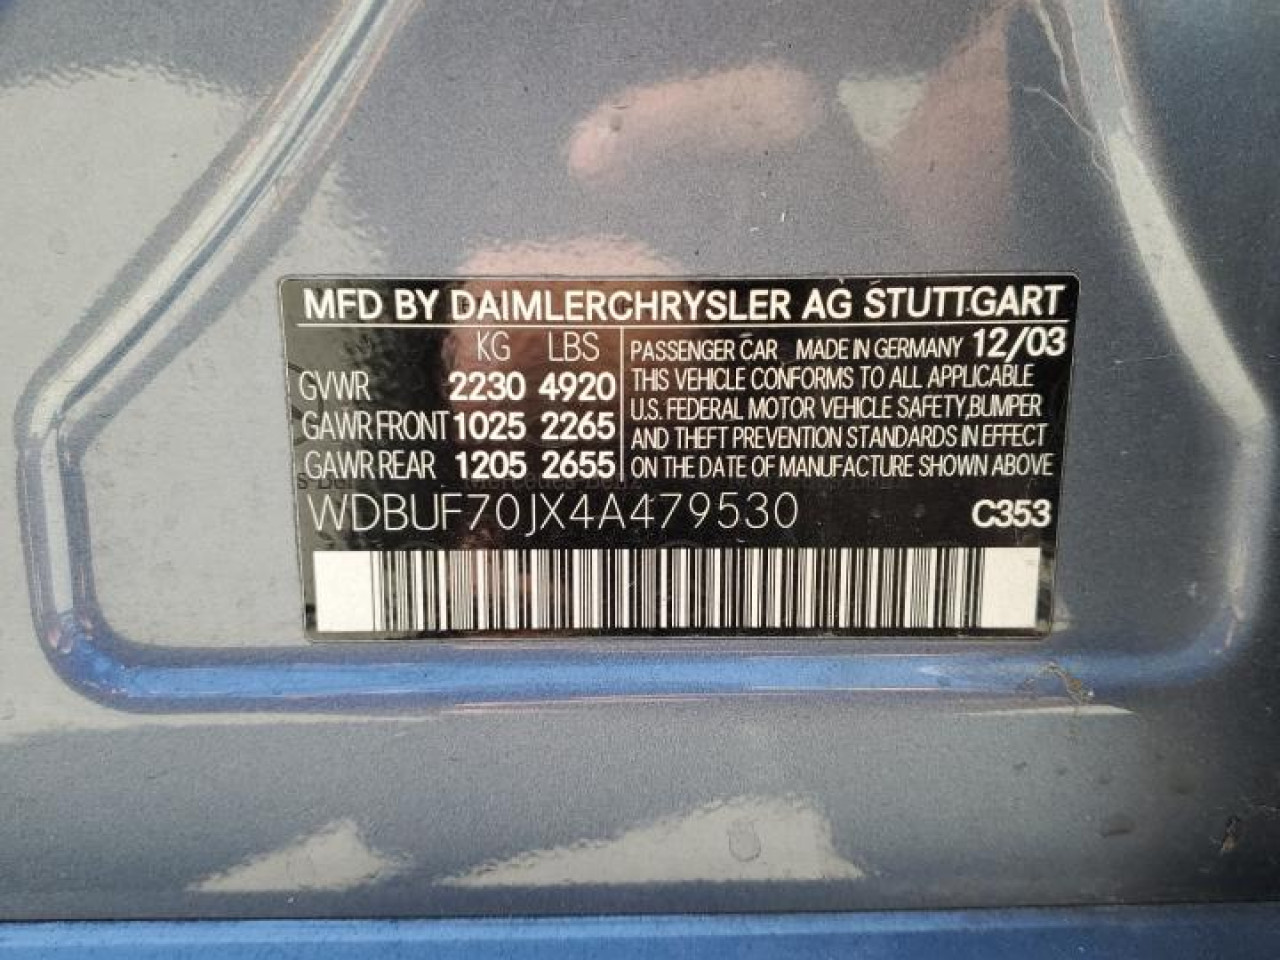 MFD BY DAIMLERCHRYSLER AG STUTTGART
KG LBS
GVWR 2230 4920
GAWR FRONT 1025 2265
GAWR REAR 1205 2655
PASSENGER CAR MADE IN GERMANY 12/03
THIS VEHICLE CONFORMS TO ALL APPLICABLE
U.S. FEDERAL MOTOR VEHICLE SAFETY, BUMPER
AND THEFT PREVENTION STANDARDS IN EFFECT
ON THE DATE OF MANUFACTURE SHOWN ABOVE
WDBUF70JX4A479530 C353